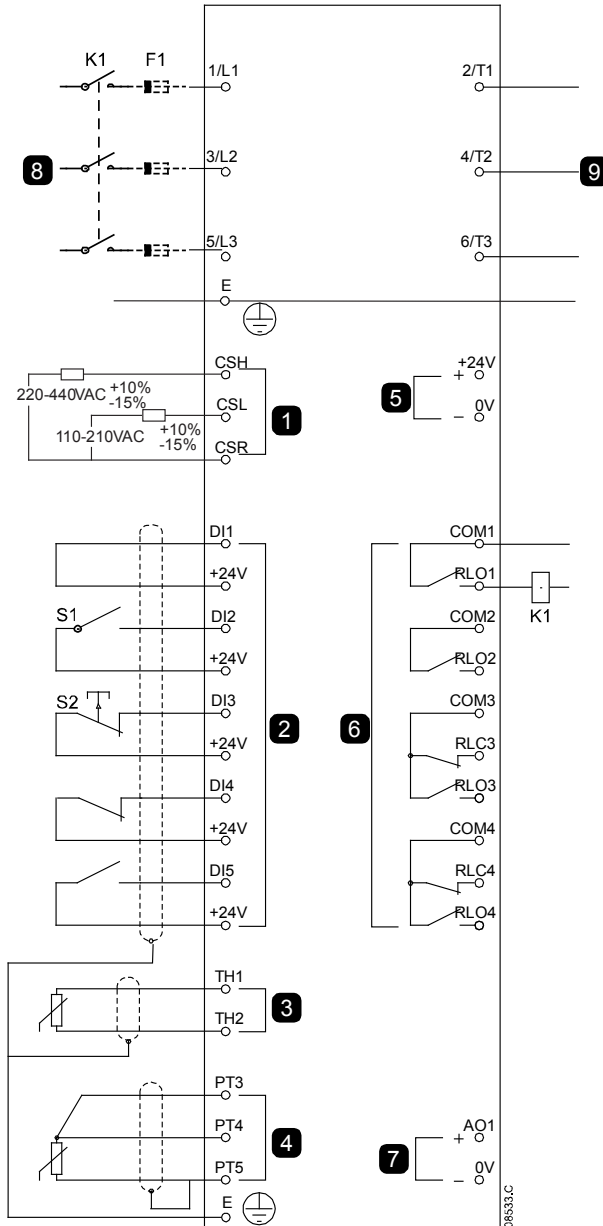 K1 F1
1/L1 2/T1
8 3/L2 4/T2 9
5/L3 6/T3
E
CSH +24V
220-440VAC +10% -15% + 5
CSL 0V
110-210VAC +10% -15% 1 −
CSR
DI1 COM1
+24V RLO1
K1
S1 DI2 COM2
+24V RLO2
S2 DI3 COM3
2 6
+24V RLC3
DI4 RLO3
+24V COM4
DI5 RLC4
+24V RLO4
TH1
3
TH2
PT3
PT4 AO1
4 7 +
PT5 0V
−
E
08533.C